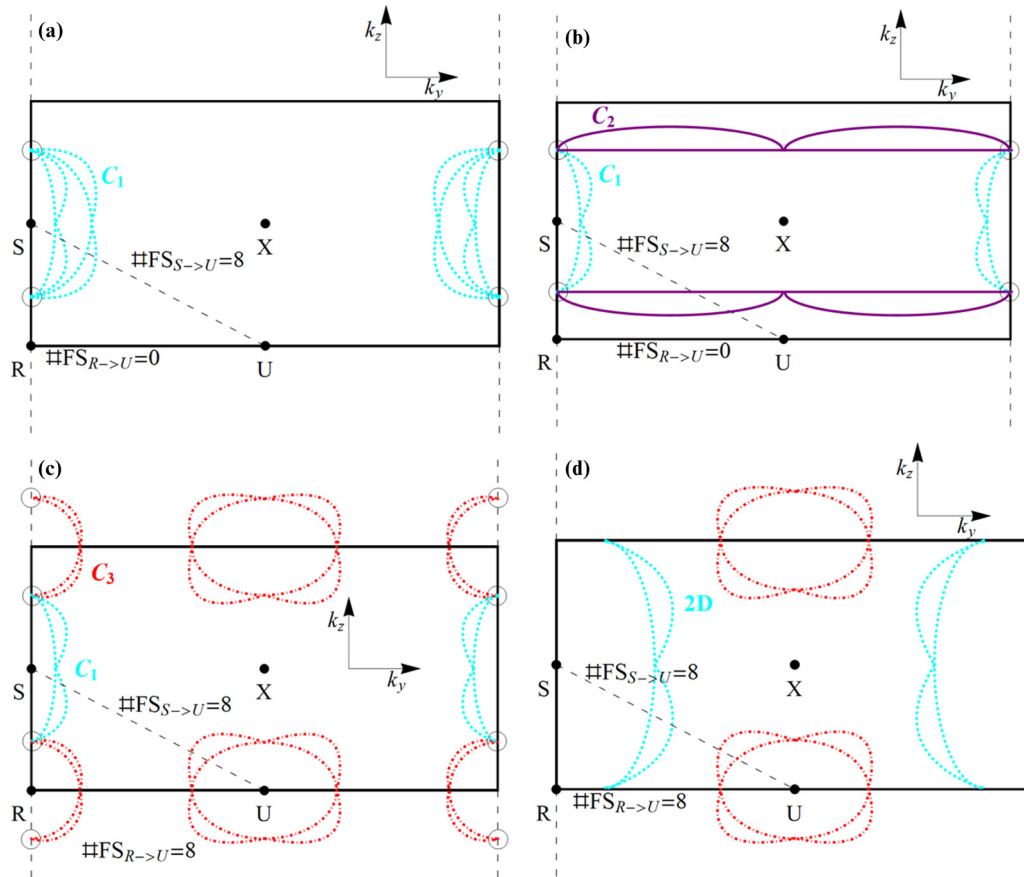 (a)
k_z
k_y
C_1
S
X
⌗FS_{S−>U}=8
R
⌗FS_{R−>U}=0
U
(b)
k_z
k_y
C_2
C_1
S
X
⌗FS_{S−>U}=8
R
⌗FS_{R−>U}=0
U
(c)
C_3
k_z
k_y
C_1
S
X
⌗FS_{S−>U}=8
R
U
⌗FS_{R−>U}=8
(d)
k_z
k_y
2D
S
X
⌗FS_{S−>U}=8
R
⌗FS_{R−>U}=8
U